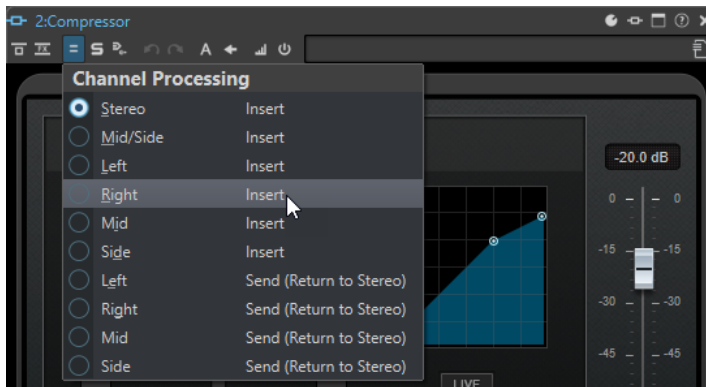 2:Compressor
FX S A
Channel Processing
Stereo Insert
Mid/Side Insert
Left Insert
Right Insert
Mid Insert
Side Insert
Left Send (Return to Stereo)
Right Send (Return to Stereo)
Mid Send (Return to Stereo)
Side Send (Return to Stereo)
-20.0 dB
0 0
-15 -15
-30 -30
-45 -45
LIVE